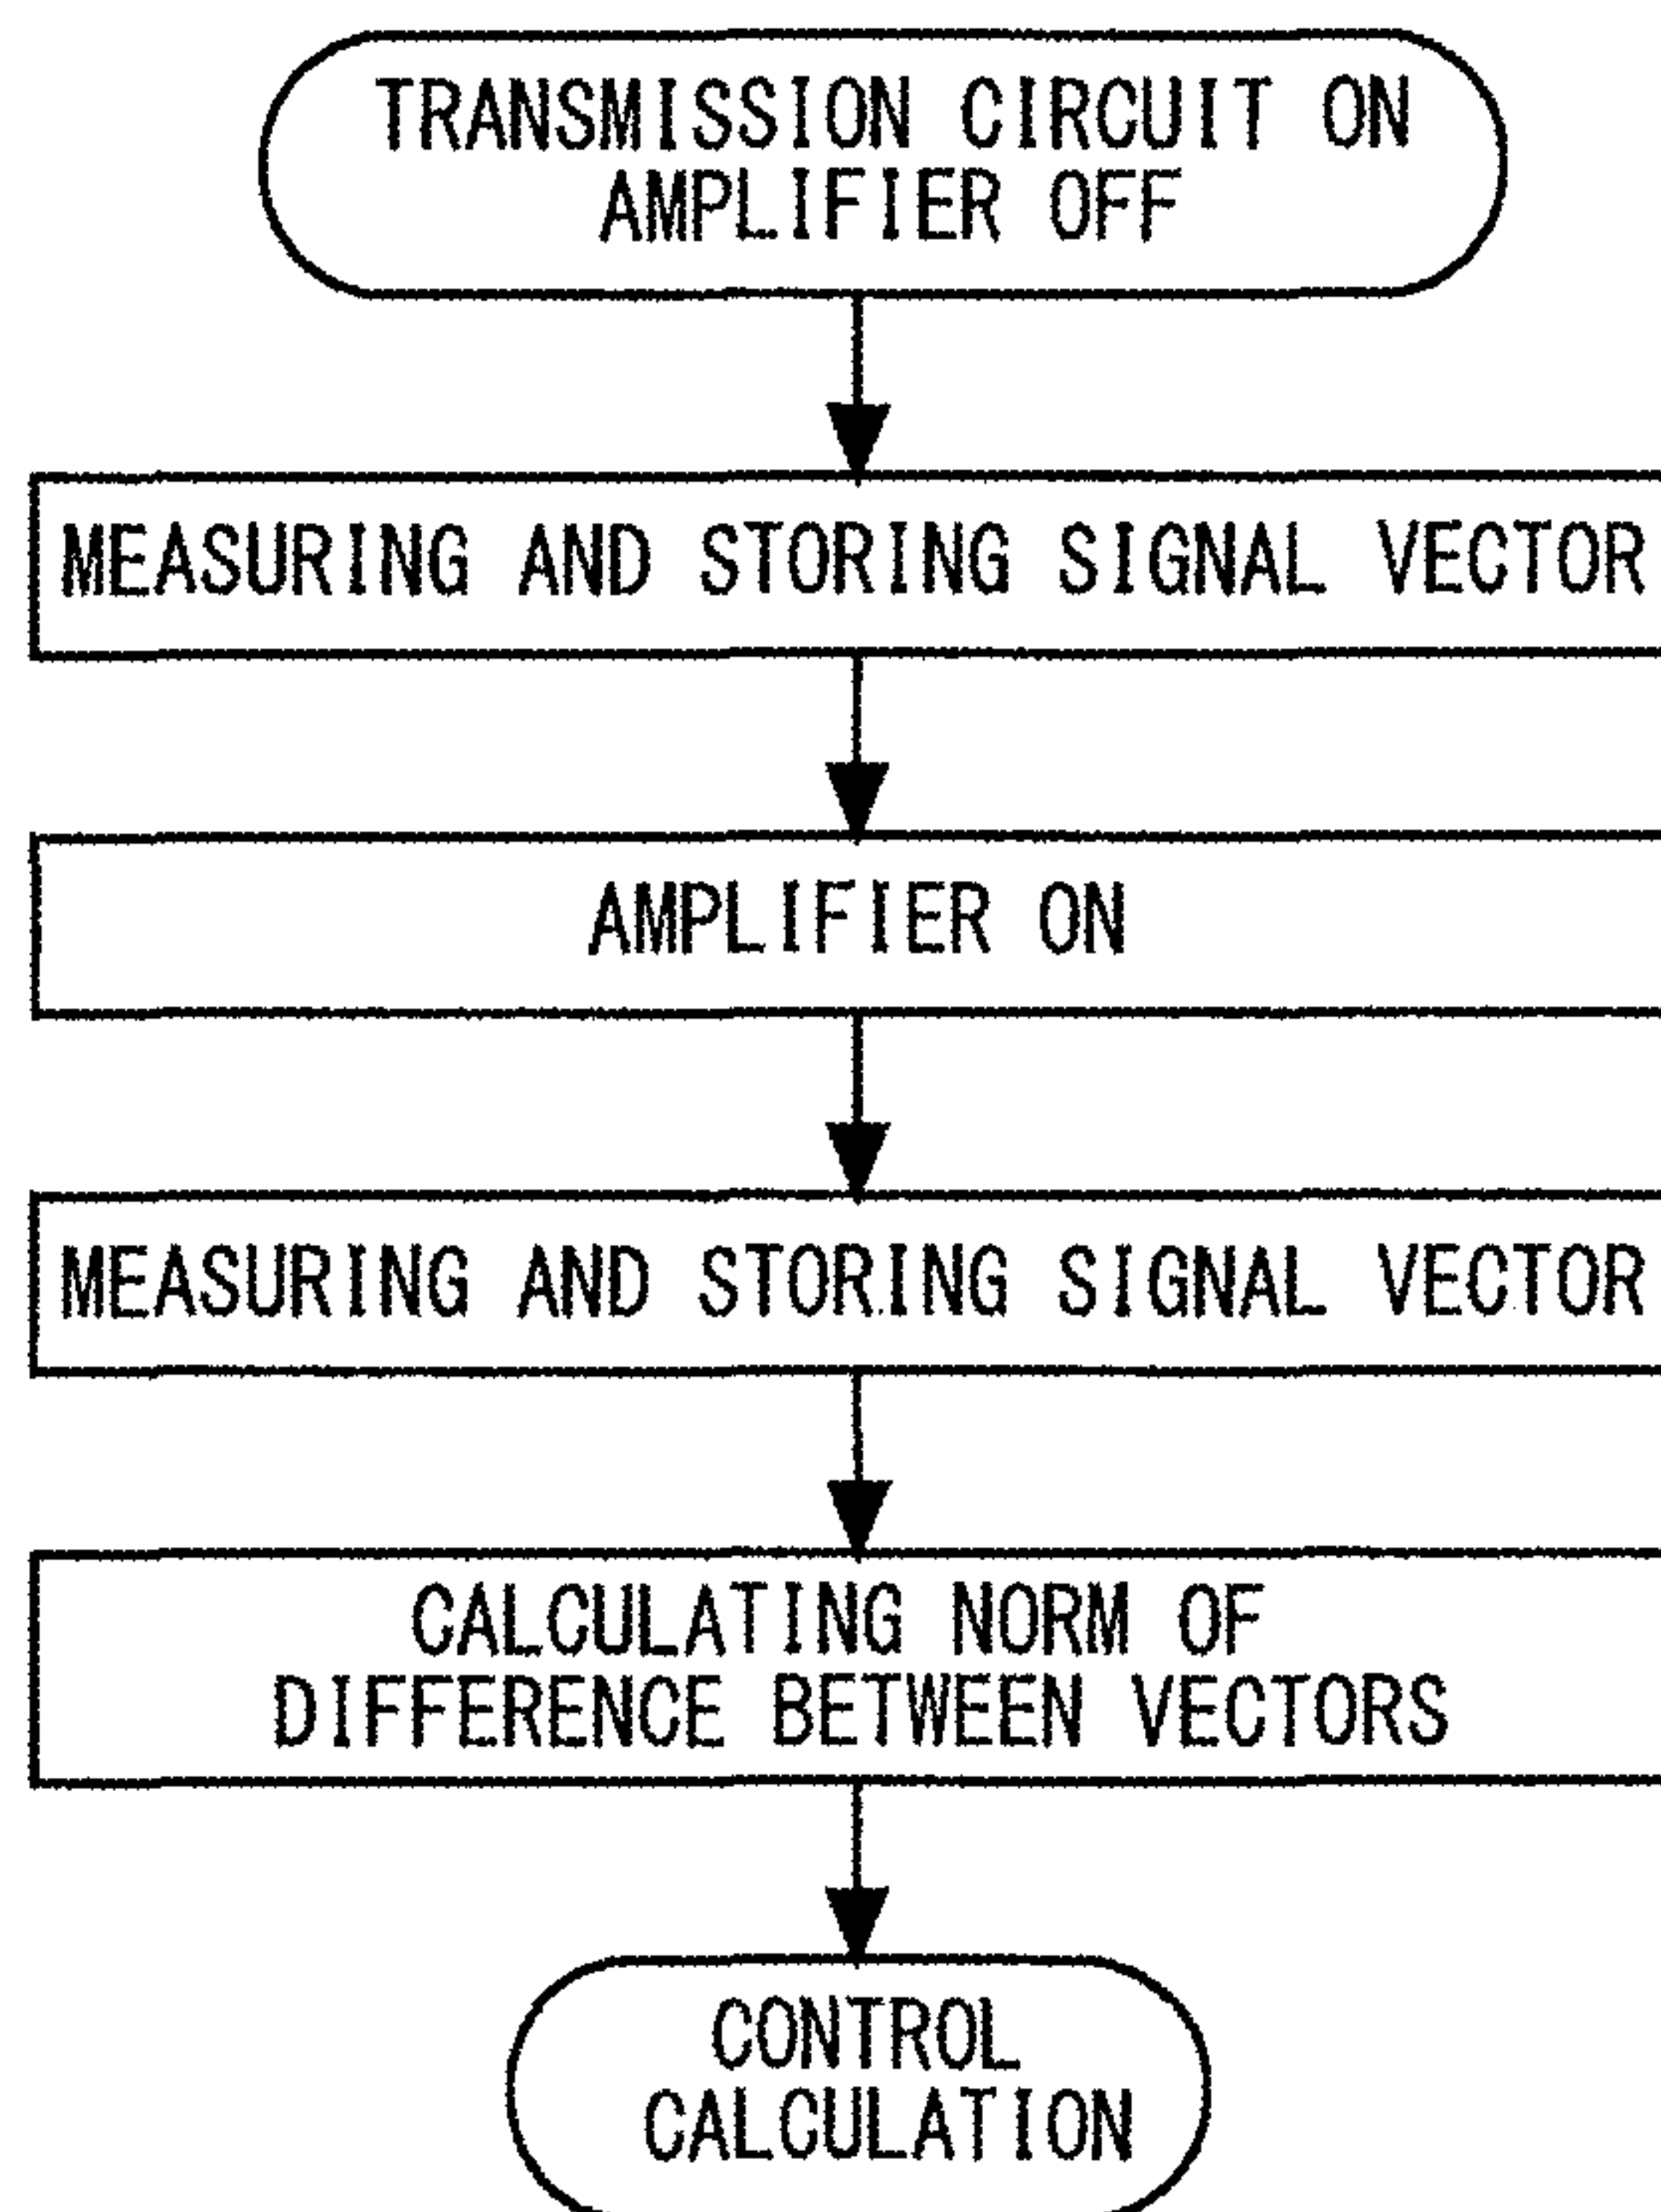 TRANSMISSION CIRCUIT ON
AMPLIFIER OFF
MEASURING AND STORING SIGNAL VECTOR
AMPLIFIER ON
MEASURING AND STORING SIGNAL VECTOR
CALCULATING NORM OF
DIFFERENCE BETWEEN VECTORS
CONTROL
CALCULATION